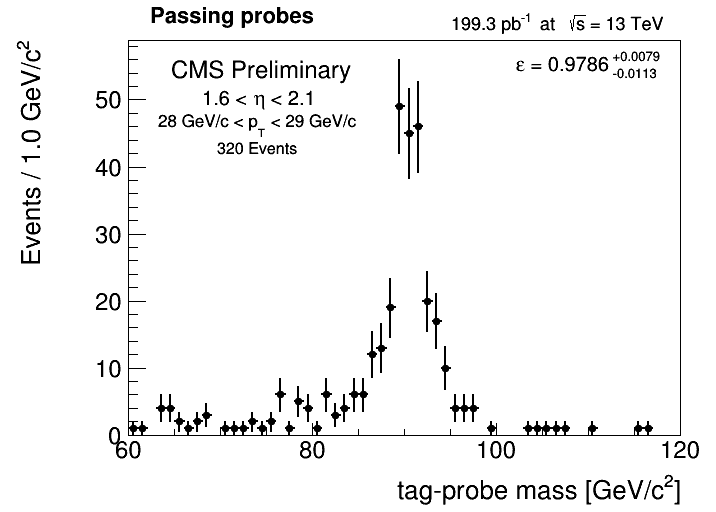 Passing probes
199.3 pb⁻¹ at √s = 13 TeV
CMS Preliminary
1.6 < η < 2.1
28 GeV/c < p_T < 29 GeV/c
320 Events
ε = 0.9786 +0.0079 -0.0113
Events / 1.0 GeV/c²
50
40
30
20
10
0
60 80 100 120
tag-probe mass [GeV/c²]